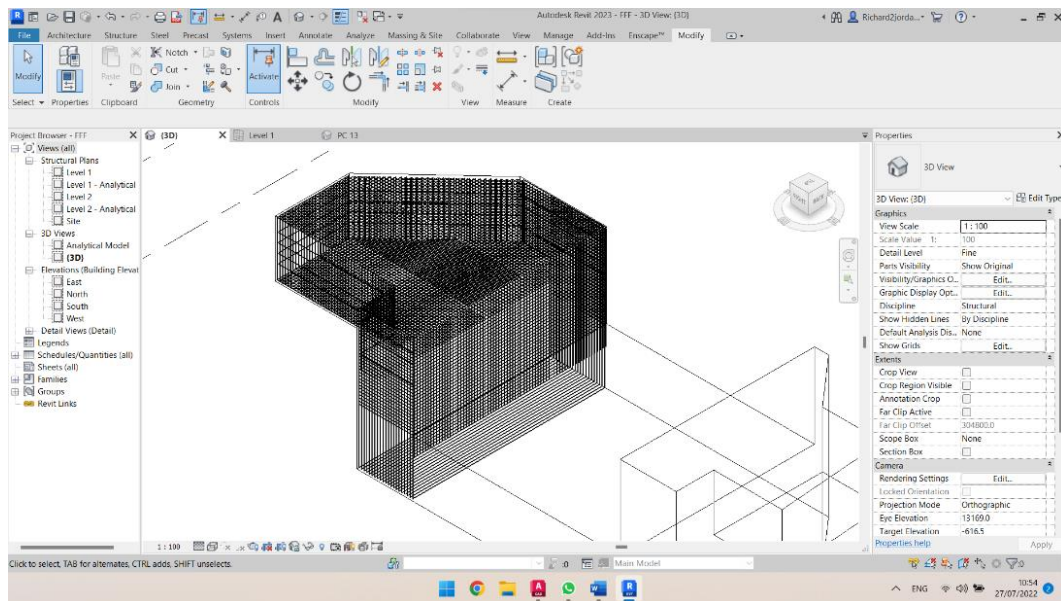 Autodesk Revit 2023 - FFF - 3D View: {3D}
Richard2jorda...
File Architecture Structure Steel Precast Systems Insert Annotate Analyze Massing & Site Collaborate View Manage Add-Ins Enscape™ Modify
Modify
Paste
Notch
Cut
Join
Activate
Select Properties Clipboard Geometry Controls Modify View Measure Create
Project Browser - FFF
{3D}
Level 1
PC 13
Properties
Views (all)
Structural Plans
Level 1
Level 1 - Analytical
Level 2
Level 2 - Analytical
Site
3D Views
Analytical Model
{3D}
Elevations (Building Elevat
East
North
South
West
Detail Views (Detail)
Legends
Schedules/Quantities (all)
Sheets (all)
Families
Groups
Revit Links
3D View
3D View: {3D} Edit Type
Graphics
View Scale 1 : 100
Scale Value 1: 100
Detail Level Fine
Parts Visibility Show Original
Visibility/Graphics O... Edit...
Graphic Display Opt... Edit...
Discipline Structural
Show Hidden Lines By Discipline
Default Analysis Dis... None
Show Grids Edit...
Extents
Crop View
Crop Region Visible
Annotation Crop
Far Clip Active
Far Clip Offset 304800.0
Scope Box None
Section Box
Camera
Rendering Settings Edit...
Locked Orientation
Projection Mode Orthographic
Eye Elevation 13169.0
Target Elevation -616.5
Properties help Apply
1 : 100
Click to select, TAB for alternates, CTRL adds, SHIFT unselects.
:0 Main Model
:0
ENG
10:54
27/07/2022